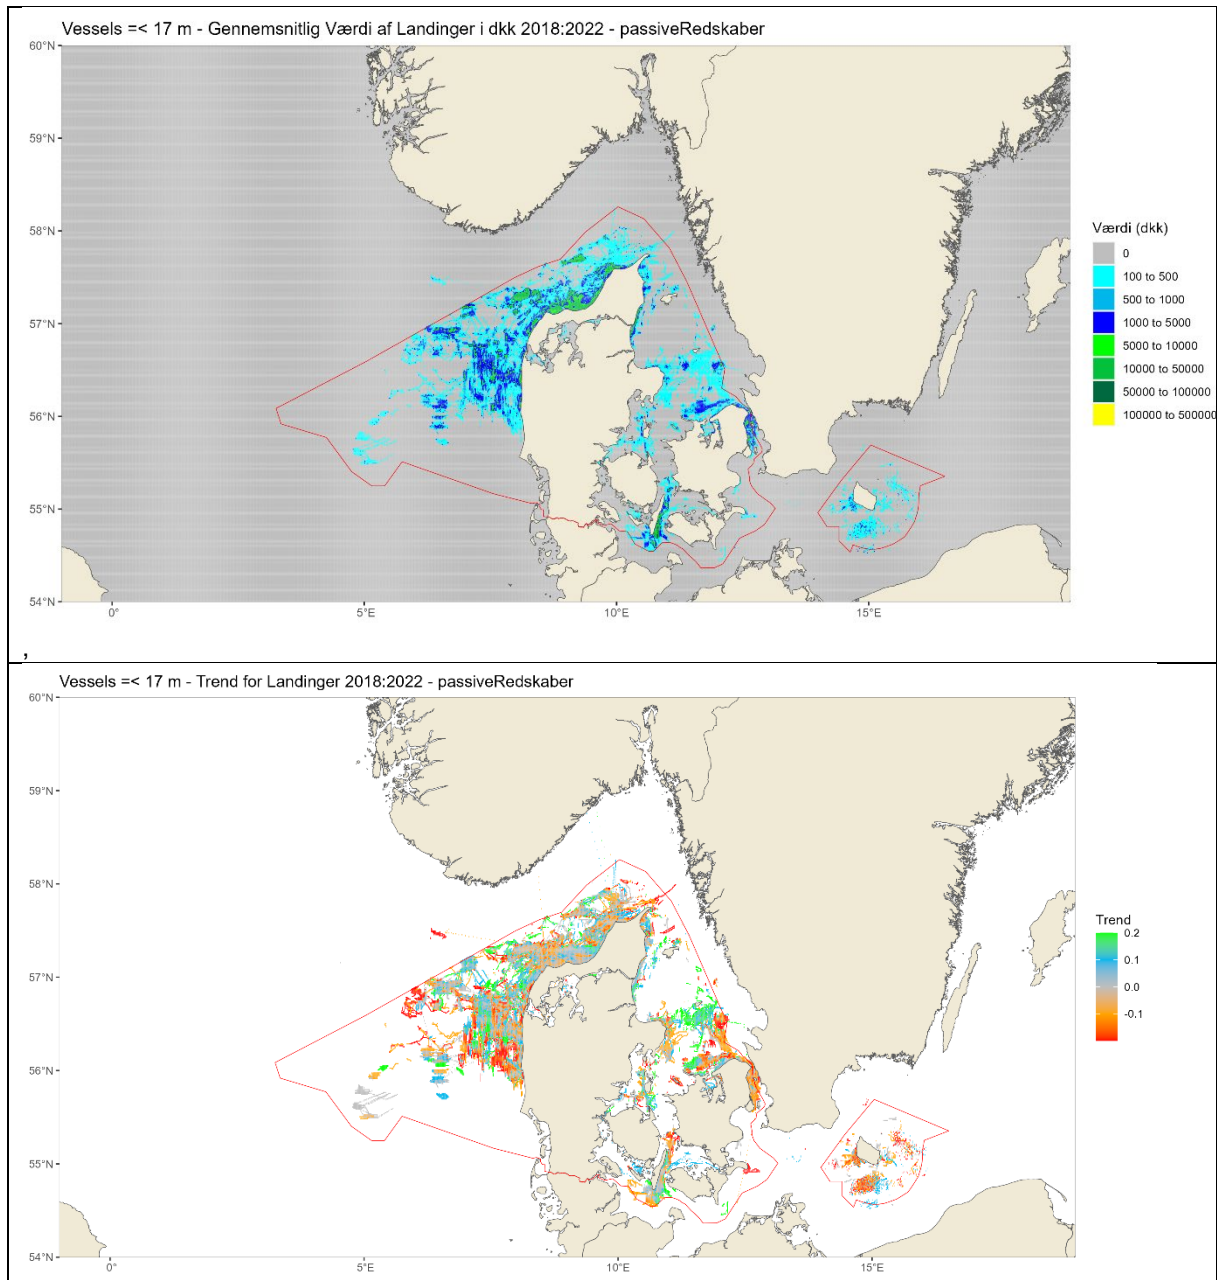 Vessels =< 17 m - Gennemsnitlig Værdi af Landinger i dkk 2018:2022 - passiveRedskaber
60°N
59°N
58°N
57°N
56°N
55°N
54°N
0°
5°E
10°E
15°E
Værdi (dkk)
0
100 to 500
500 to 1000
1000 to 5000
5000 to 10000
10000 to 50000
50000 to 100000
100000 to 500000
,
Vessels =< 17 m - Trend for Landinger 2018:2022 - passiveRedskaber
60°N
59°N
58°N
57°N
56°N
55°N
54°N
0°
5°E
10°E
15°E
Trend
0.2
0.1
0.0
-0.1